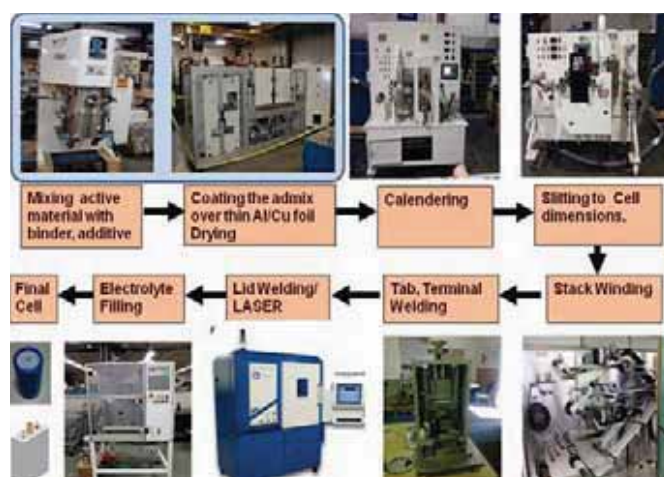 Mixing active
material with
binder, additive
Coating the admix
over thin Al/Cu foil
Drying
Calendering
Slitting to Cell
dimensions.
Stack Winding
Tab, Terminal
Welding
Lid Welding/
LASER
Electrolyte
Filling
Final
Cell